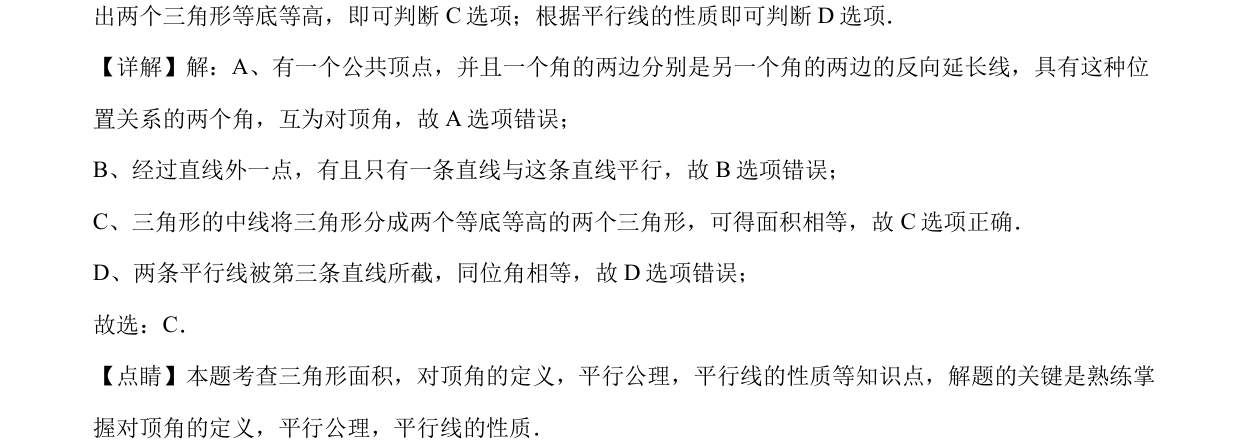 出两个三角形等底等高，即可判断 C 选项；根据平行线的性质即可判断 D 选项．
【详解】解：A、有一个公共顶点，并且一个角的两边分别是另一个角的两边的反向延长线，具有这种位
置关系的两个角，互为对顶角，故 A 选项错误；
B、经过直线外一点，有且只有一条直线与这条直线平行，故 B 选项错误；
C、三角形的中线将三角形分成两个等底等高的两个三角形，可得面积相等，故 C 选项正确．
D、两条平行线被第三条直线所截，同位角相等，故 D 选项错误；
故选：C．
【点睛】本题考查三角形面积，对顶角的定义，平行公理，平行线的性质等知识点，解题的关键是熟练掌
握对顶角的定义，平行公理，平行线的性质．